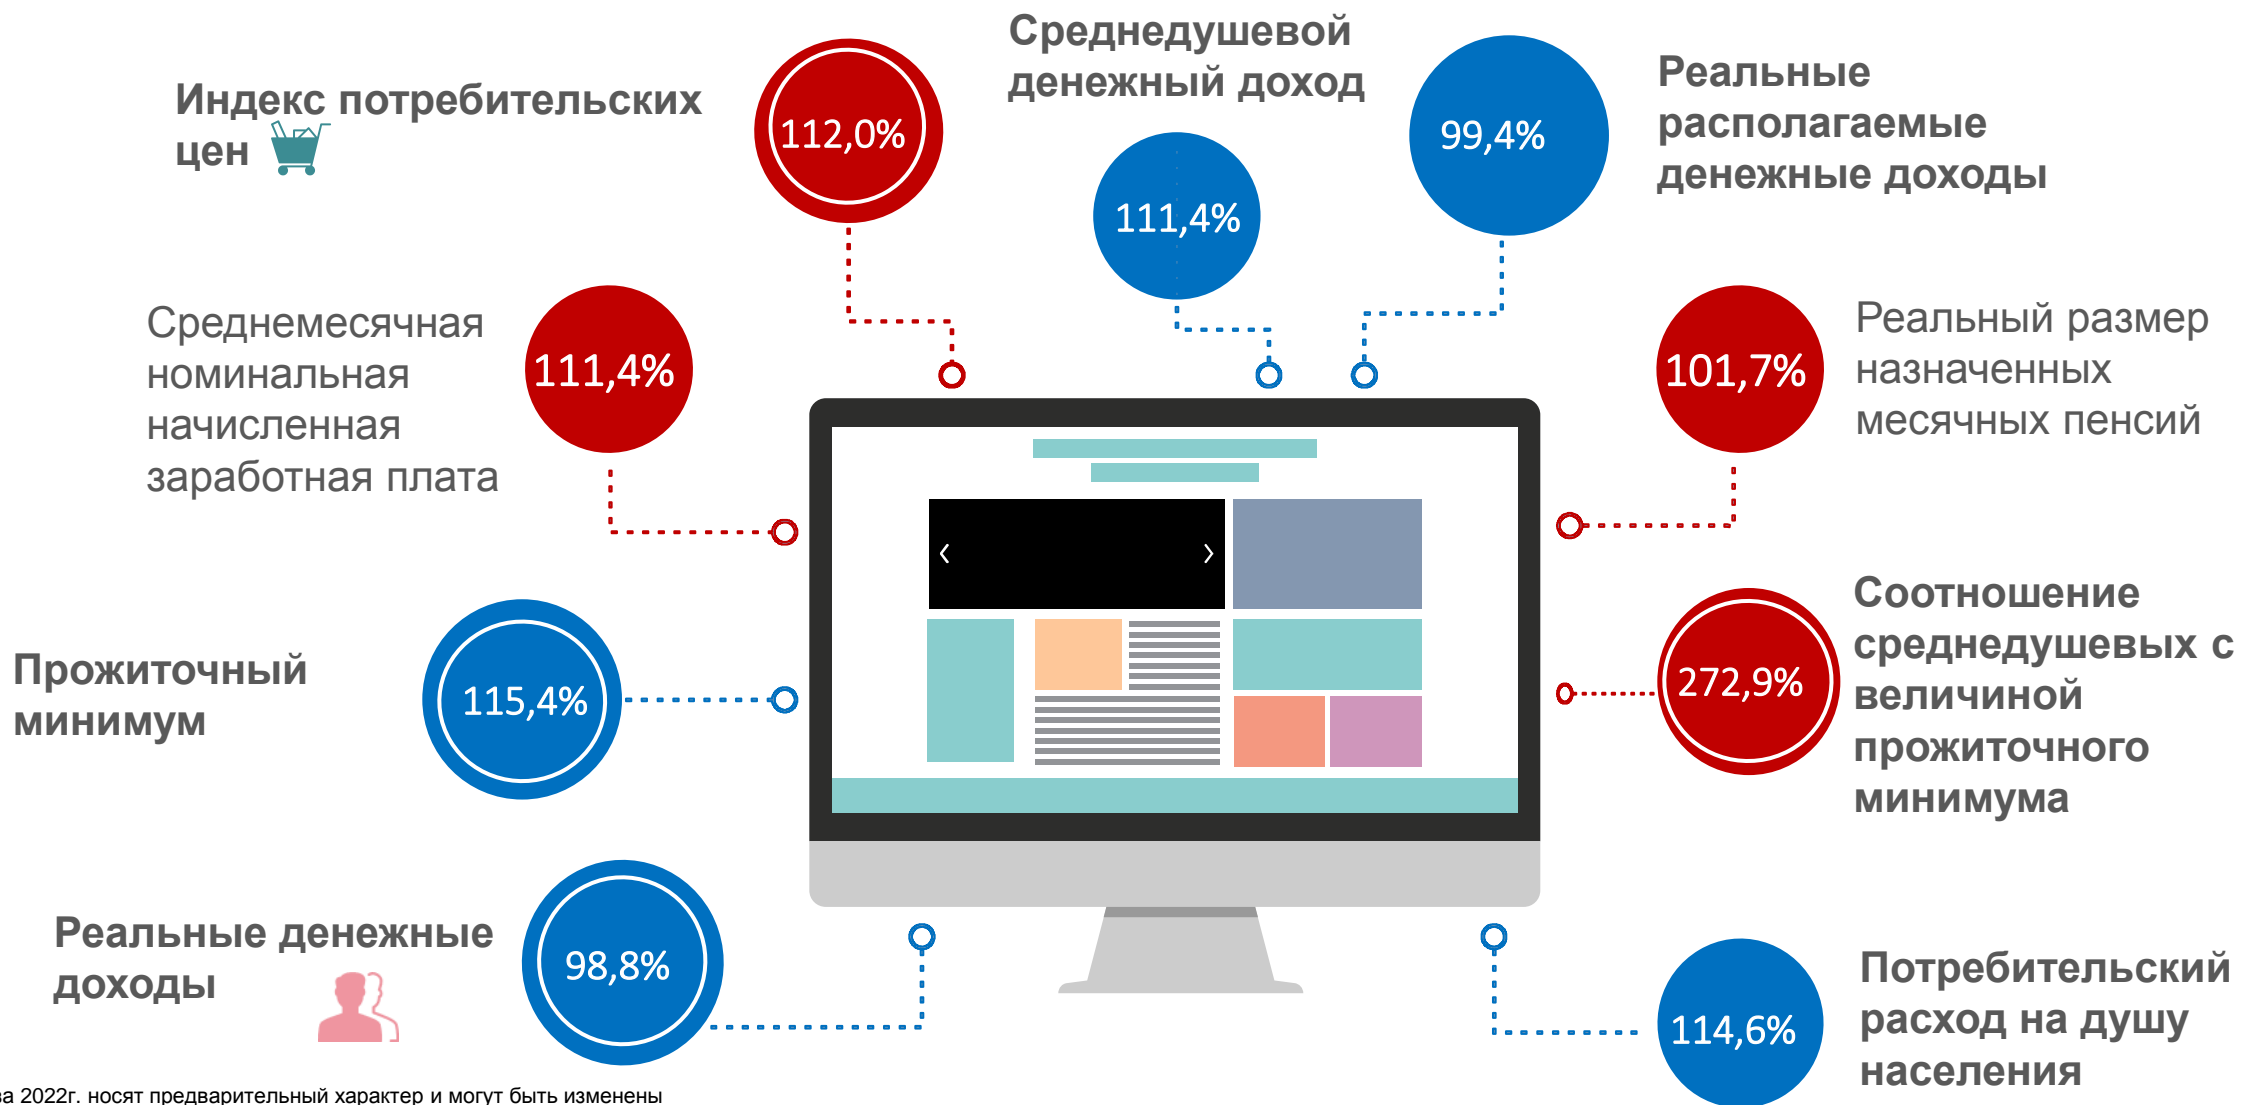 Индекс потребительских
цен
112,0%
Среднедушевой
денежный доход
111,4%
99,4%
Реальные
располагаемые
денежные доходы
Среднемесячная
номинальная
начисленная
заработная плата
111,4%
101,7%
Реальный размер
назначенных
месячных пенсий
Прожиточный
минимум
115,4%
272,9%
Соотношение
среднедушевых с
величиной
прожиточного
минимума
Реальные денежные
доходы
98,8%
114,6%
Потребительский
расход на душу
населения
за 2022г. носят предварительный характер и могут быть изменены